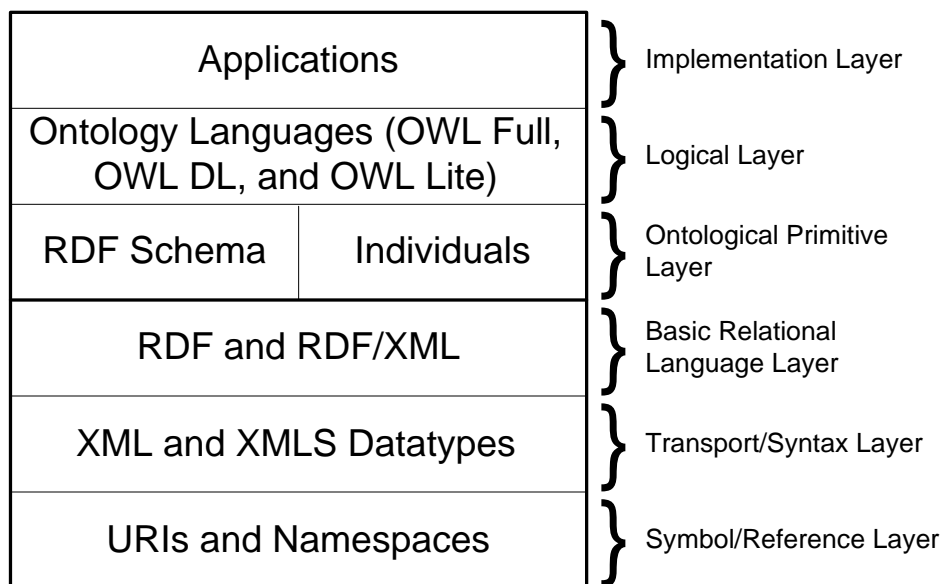 Applications
Implementation Layer
Ontology Languages (OWL Full,
OWL DL, and OWL Lite)
Logical Layer
RDF Schema
Individuals
Ontological Primitive
Layer
RDF and RDF/XML
Basic Relational
Language Layer
XML and XMLS Datatypes
Transport/Syntax Layer
URIs and Namespaces
Symbol/Reference Layer